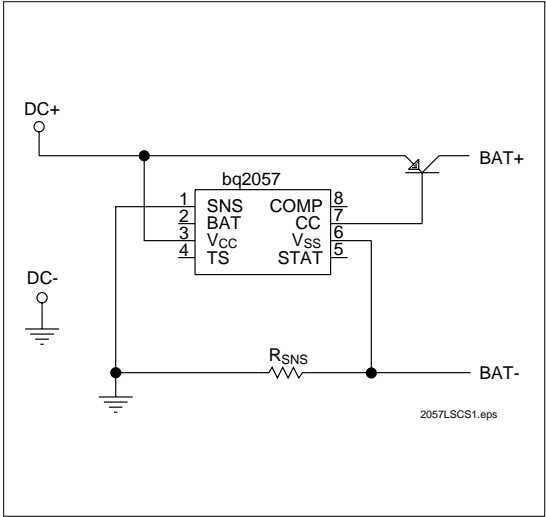 DC+
BAT+
bq2057
1 SNS COMP 8
2 BAT CC 7
3 VCC VSS 6
4 TS STAT 5
DC-
RSNS
BAT-
2057LSCS1.eps